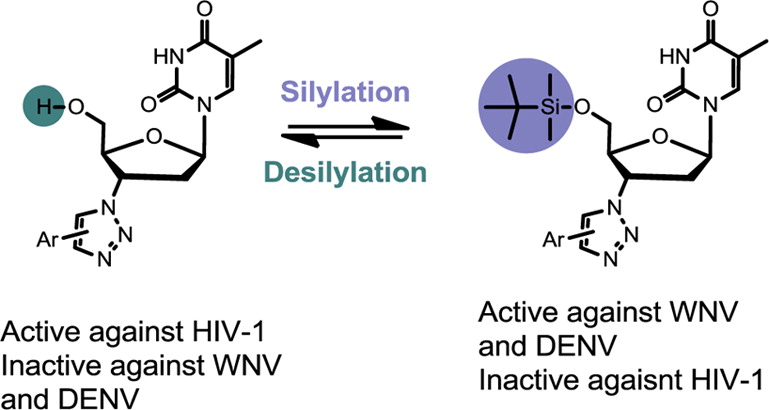 O
HN
O
N
H-O
O
N
N
N
Ar
Silylation
Desilylation
O
HN
O
N
Si-O
O
N
N
N
Ar
Active against HIV-1
Inactive against WNV
and DENV
Active against WNV
and DENV
Inactive agaisnt HIV-1